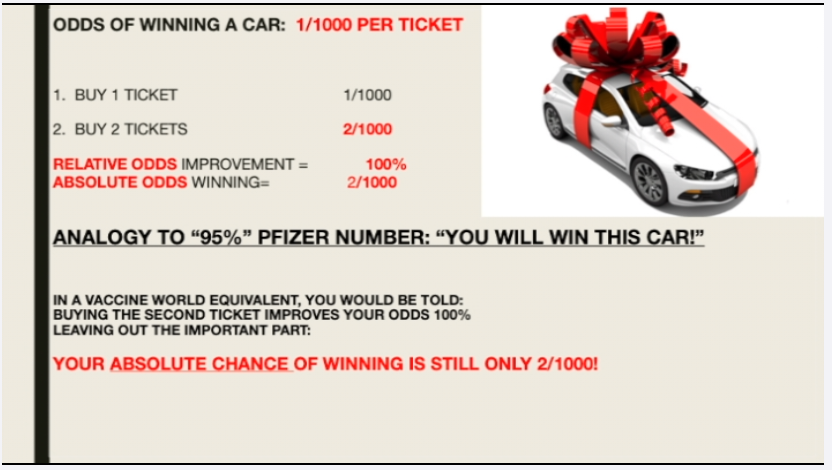 ODDS OF WINNING A CAR: 1/1000 PER TICKET
1. BUY 1 TICKET 1/1000
2. BUY 2 TICKETS 2/1000
RELATIVE ODDS IMPROVEMENT = 100%
ABSOLUTE ODDS WINNING= 2/1000
ANALOGY TO “95%” PFIZER NUMBER: “YOU WILL WIN THIS CAR!”
IN A VACCINE WORLD EQUIVALENT, YOU WOULD BE TOLD:
BUYING THE SECOND TICKET IMPROVES YOUR ODDS 100%
LEAVING OUT THE IMPORTANT PART:
YOUR ABSOLUTE CHANCE OF WINNING IS STILL ONLY 2/1000!